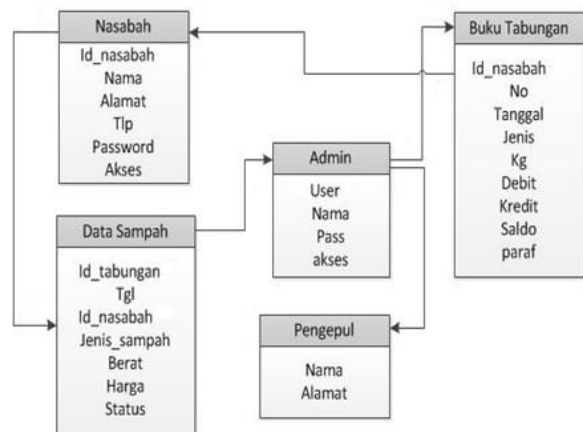 Nasabah
Id_nasabah
Nama
Alamat
Tlp
Password
Akses
Data Sampah
Id_tabungan
Tgl
Id_nasabah
Jenis_sampah
Berat
Harga
Status
Admin
User
Nama
Pass
akses
Pengepul
Nama
Alamat
Buku Tabungan
Id_nasabah
No
Tanggal
Jenis
Kg
Debit
Kredit
Saldo
paraf